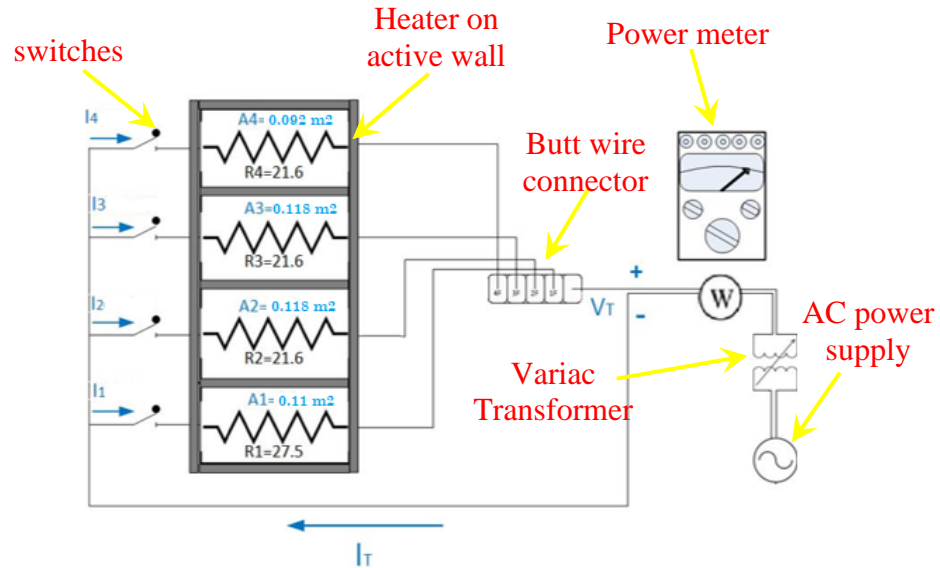 switches
Heater on
active wall
Power meter
I4
A4= 0.092 m2
R4=21.6
Butt wire
connector
I3
A3=0.118 m2
R3=21.6
I2
A2=0.118 m2
R2=21.6
+
VT
-
W
AC power
supply
Variac
Transformer
I1
A1= 0.11 m2
R1=27.5
IT